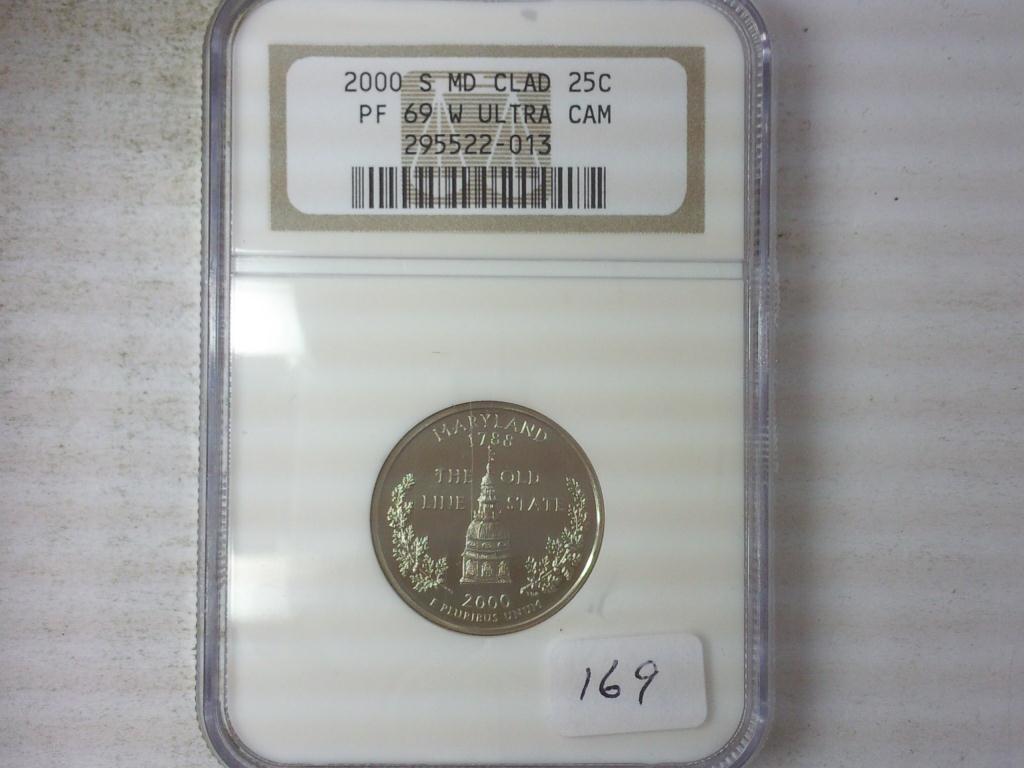 2000 S MD CLAD 25C
PF 69 W ULTRA CAM
295522-013
MARYLAND
1788
THE OLD
LINE STATE
2000
E PLURIBUS UNUM
169